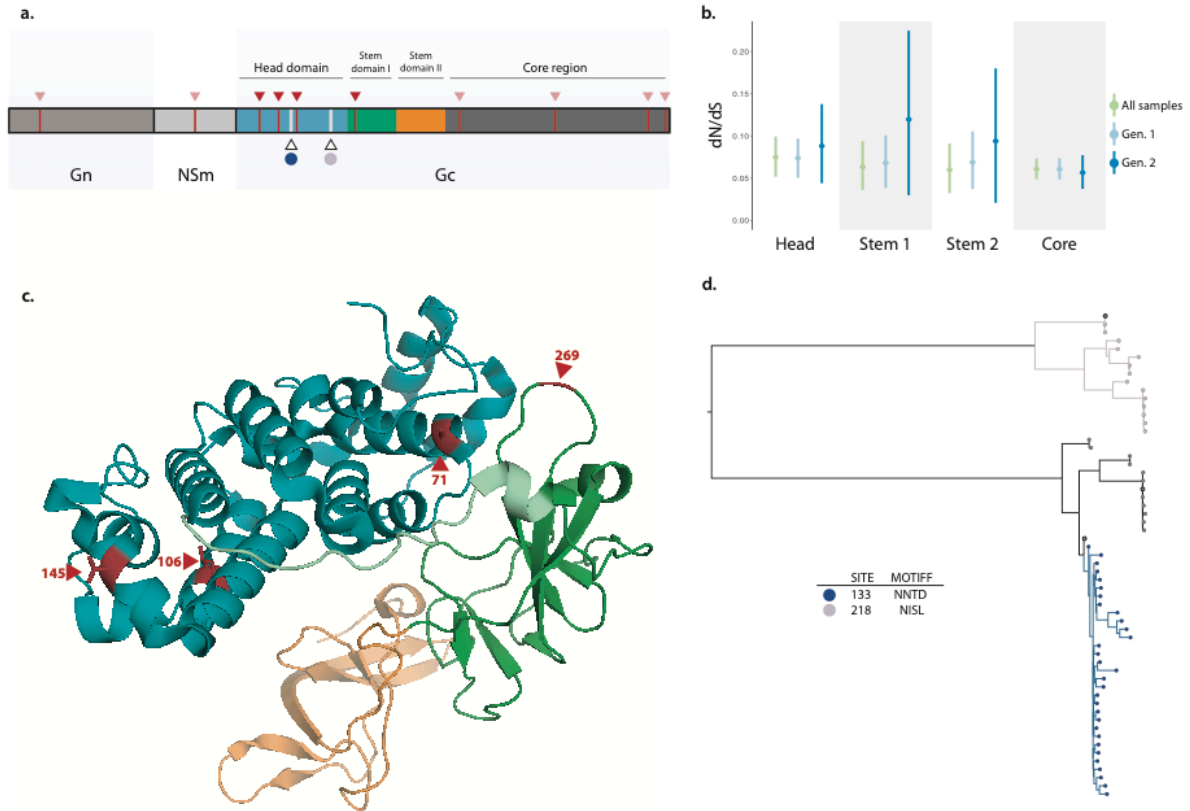 a.
Head domain
Stem
domain I
Stem
domain II
Core region
Gn
NSm
Gc
b.
dN/dS
0.20
0.15
0.10
0.05
0.00
Head
Stem 1
Stem 2
Core
All samples
Gen. 1
Gen. 2
c.
269
71
106
145
d.
SITE MOTIFF
133 NNTD
218 NISL